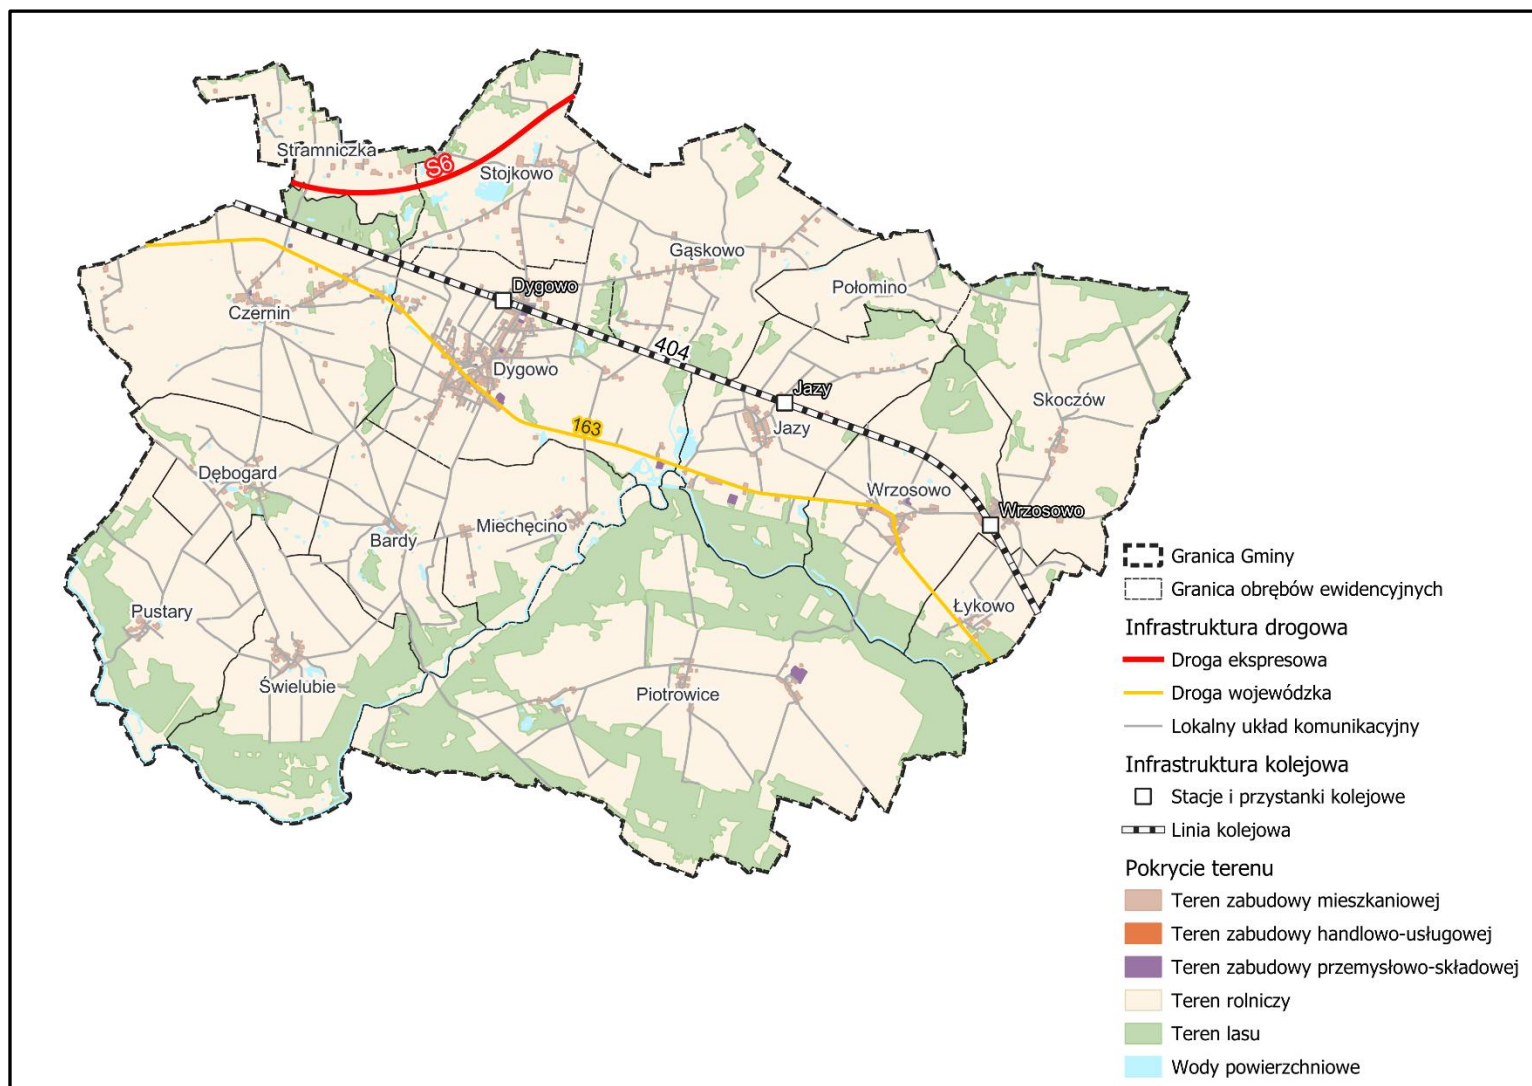 Stramniczka
S6
Stojkowo
Gąskowo
Dygowo
Połomino
Czernin
404
Dygowo
Jazy
Skoczów
163
Jazy
Dębogard
Wrzosowo
Wrzosowo
Miechęcino
Bardy
Pustary
Łykowo
Świelubie
Piotrowice
Granica Gminy
Granica obrębów ewidencyjnych
Infrastruktura drogowa
Droga ekspresowa
Droga wojewódzka
Lokalny układ komunikacyjny
Infrastruktura kolejowa
Stacje i przystanki kolejowe
Linia kolejowa
Pokrycie terenu
Teren zabudowy mieszkaniowej
Teren zabudowy handlowo-usługowej
Teren zabudowy przemysłowo-składowej
Teren rolniczy
Teren lasu
Wody powierzchniowe